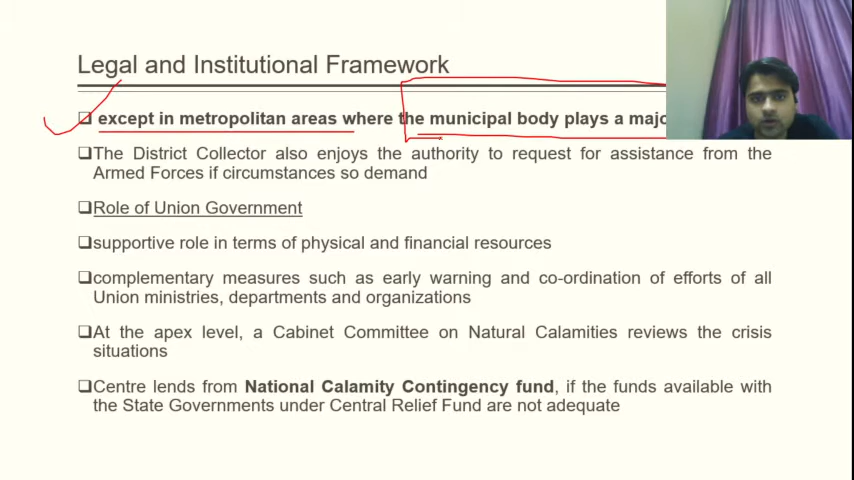 Legal and Institutional Framework
❑ except in metropolitan areas where the municipal body plays a
❑The District Collector also enjoys the authority to request for assistance from the
Armed Forces if circumstances so demand
❑Role of Union Government
❑supportive role in terms of physical and financial resources
❑complementary measures such as early warning and co-ordination of efforts of all
Union ministries, departments and organizations
❑At the apex level, a Cabinet Committee on Natural Calamities reviews the crisis
situations
❑Centre lends from National Calamity Contingency fund, if the funds available with
the State Governments under Central Relief Fund are not adequate